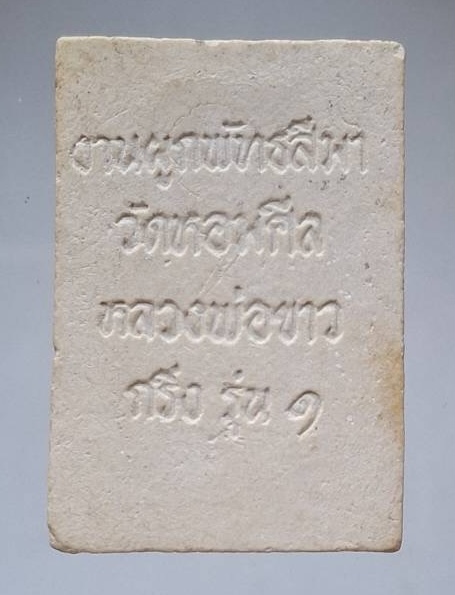 งานผูกพัทธสีมา
วัดหอมศีล
หลวงพ่อขาว
กริ่ง รุ่น ๑